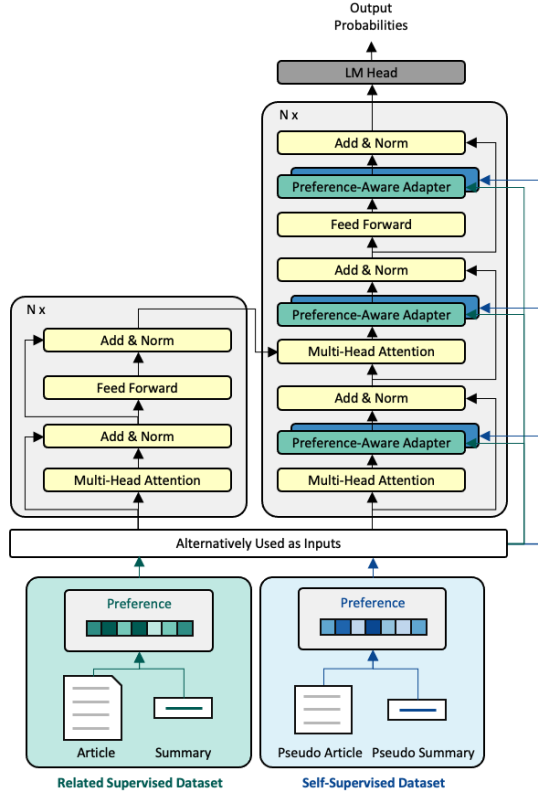 Output
Probabilities
LM Head
N x
Add & Norm
Preference-Aware Adapter
Feed Forward
Add & Norm
Preference-Aware Adapter
Multi-Head Attention
Add & Norm
Preference-Aware Adapter
Multi-Head Attention
N x
Add & Norm
Feed Forward
Add & Norm
Multi-Head Attention
Alternatively Used as Inputs
Preference
Article
Summary
Related Supervised Dataset
Preference
Pseudo Article
Pseudo Summary
Self-Supervised Dataset